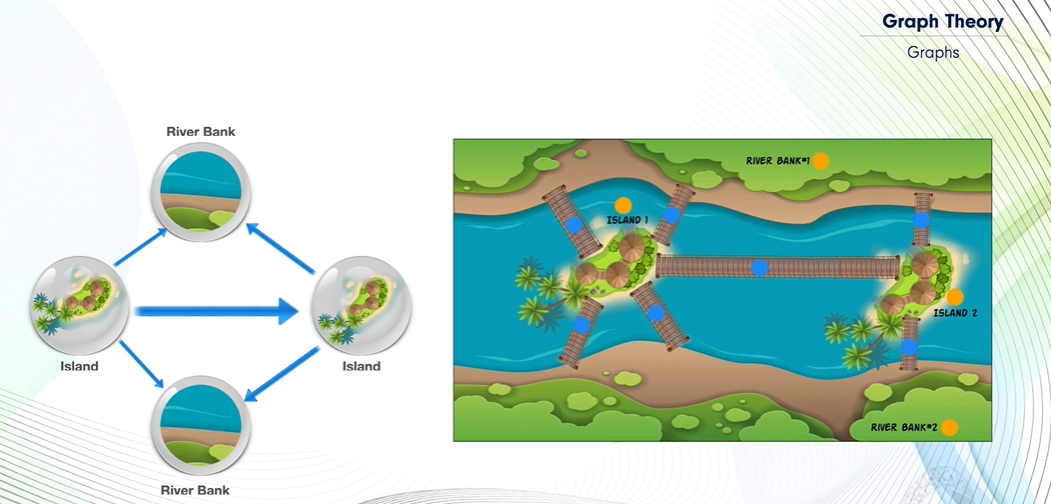 Graph Theory
Graphs
River Bank
Island
Island
River Bank
RIVER BANK#1
ISLAND 1
ISLAND 2
RIVER BANK#2